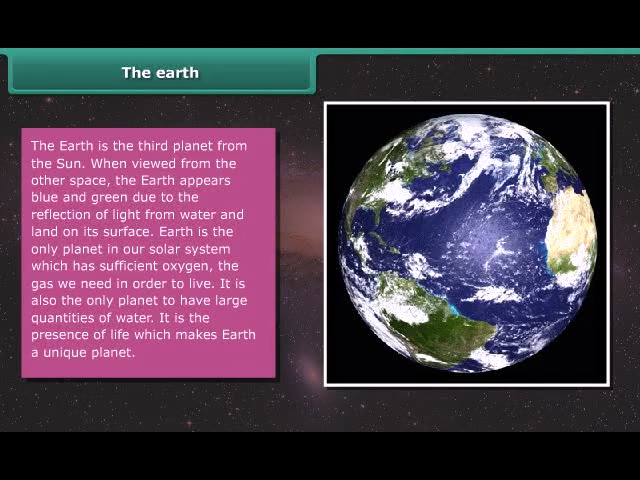 The earth
The Earth is the third planet from
the Sun. When viewed from the
other space, the Earth appears
blue and green due to the
reflection of light from water and
land on its surface. Earth is the
only planet in our solar system
which has sufficient oxygen, the
gas we need in order to live. It is
also the only planet to have large
quantities of water. It is the
presence of life which makes Earth
a unique planet.